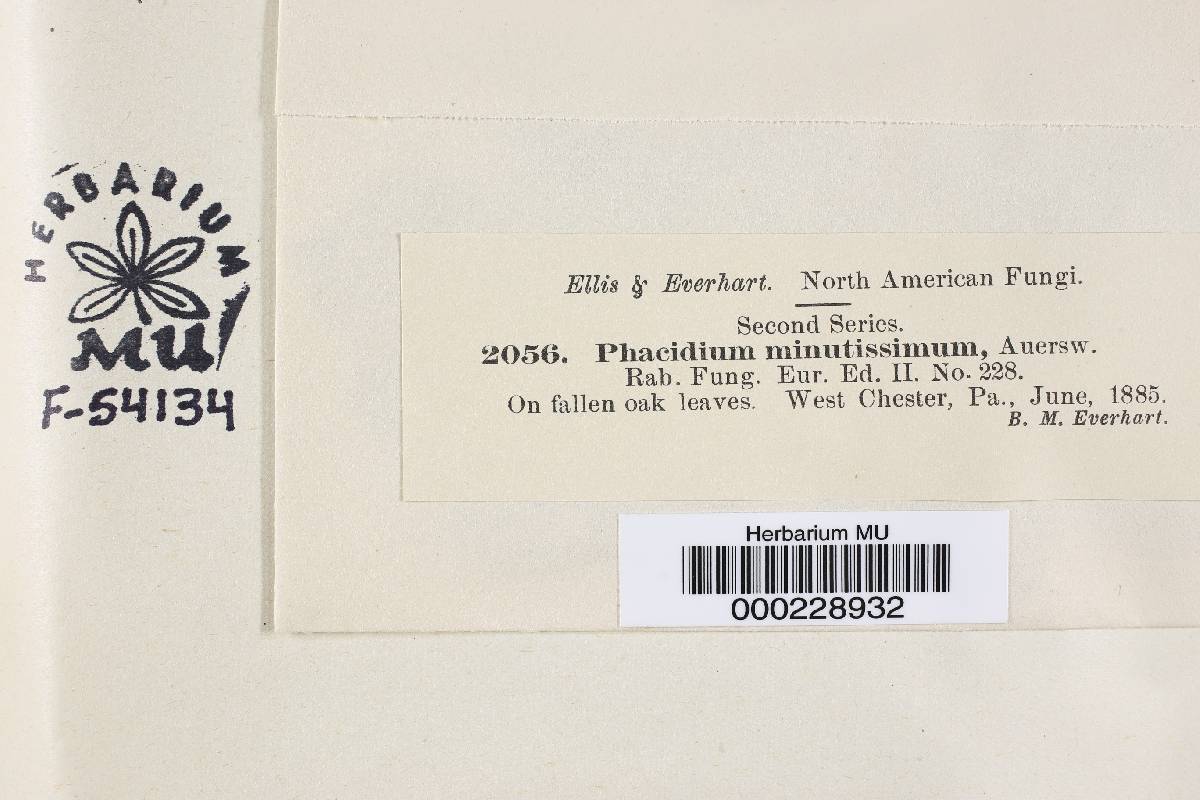 HERBARIUM
MU
F-54134
Ellis & Everhart. North American Fungi.
Second Series.
2056. Phacidium minutissimum, Auersw.
Rab. Fung. Eur. Ed. II. No. 228.
On fallen oak leaves. West Chester, Pa., June, 1885.
B. M. Everhart.
Herbarium MU
000228932